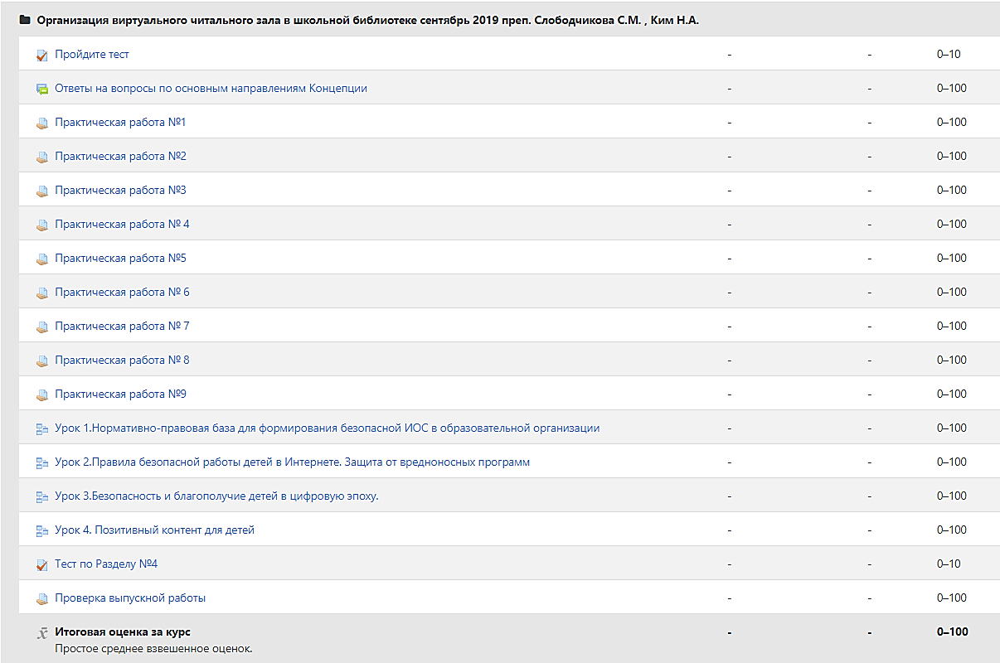 Организация виртуального читального зала в школьной библиотеке сентябрь 2019 преп. Слободчикова С.М. , Ким Н.А.
Пройдите тест - - 0–10
Ответы на вопросы по основным направлениям Концепции - - 0–100
Практическая работа №1 - - 0–100
Практическая работа №2 - - 0–100
Практическая работа №3 - - 0–100
Практическая работа № 4 - - 0–100
Практическая работа №5 - - 0–100
Практическая работа № 6 - - 0–100
Практическая работа № 7 - - 0–100
Практическая работа № 8 - - 0–100
Практическая работа №9 - - 0–100
Урок 1.Нормативно-правовая база для формирования безопасной ИОС в образовательной организации - - 0–100
Урок 2.Правила безопасной работы детей в Интернете. Защита от вредноносных программ - - 0–100
Урок 3.Безопасность и благополучие детей в цифровую эпоху. - - 0–100
Урок 4. Позитивный контент для детей - - 0–100
Тест по Разделу №4 - - 0–10
Проверка выпускной работы - - 0–100
x̄ Итоговая оценка за курс - - 0–100
Простое среднее взвешенное оценок.